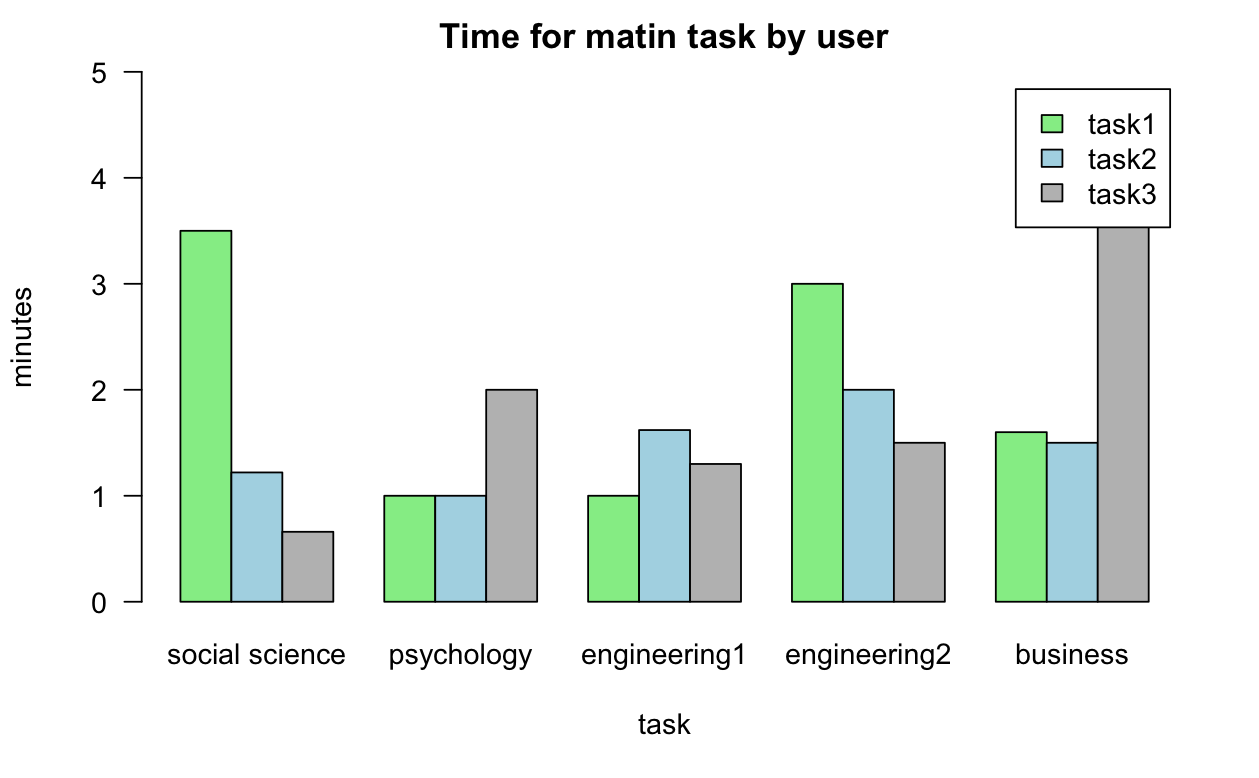 Time for matin task by user
5
4
3
2
1
0
minutes
task1
task2
task3
social science
psychology
engineering1
engineering2
business
task